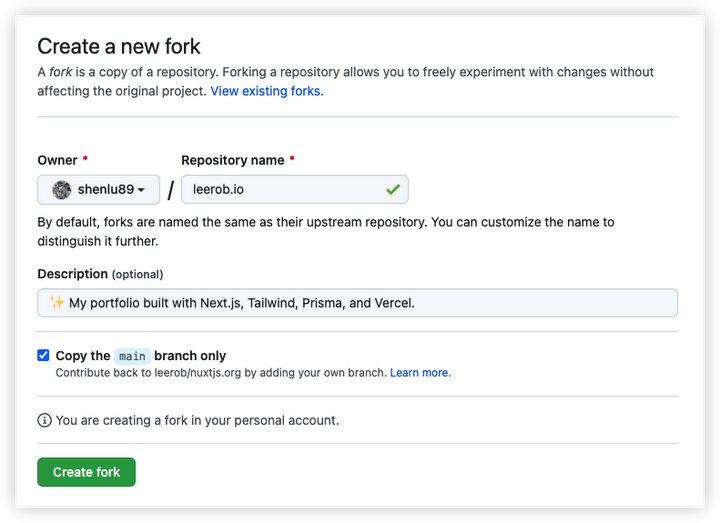 Create a new fork
A fork is a copy of a repository. Forking a repository allows you to freely experiment with changes without
affecting the original project. View existing forks.
Owner *
Repository name *
shenlu89 / leerob.io
By default, forks are named the same as their upstream repository. You can customize the name to
distinguish it further.
Description (optional)
✨ My portfolio built with Next.js, Tailwind, Prisma, and Vercel.
Copy the main branch only
Contribute back to leerob/nuxtjs.org by adding your own branch. Learn more.
You are creating a fork in your personal account.
Create fork